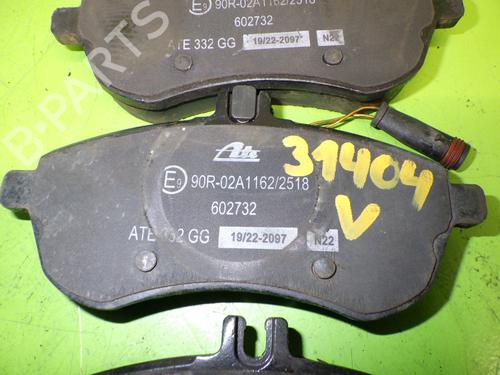 E9 90R-02A1162/2518
602732
ATE 332 GG 19/22-2097 N22
Ate
E9 90R-02A1162/2518
602732
ATE 332 GG 19/22-2097 N22
31404
V
B-PARTS